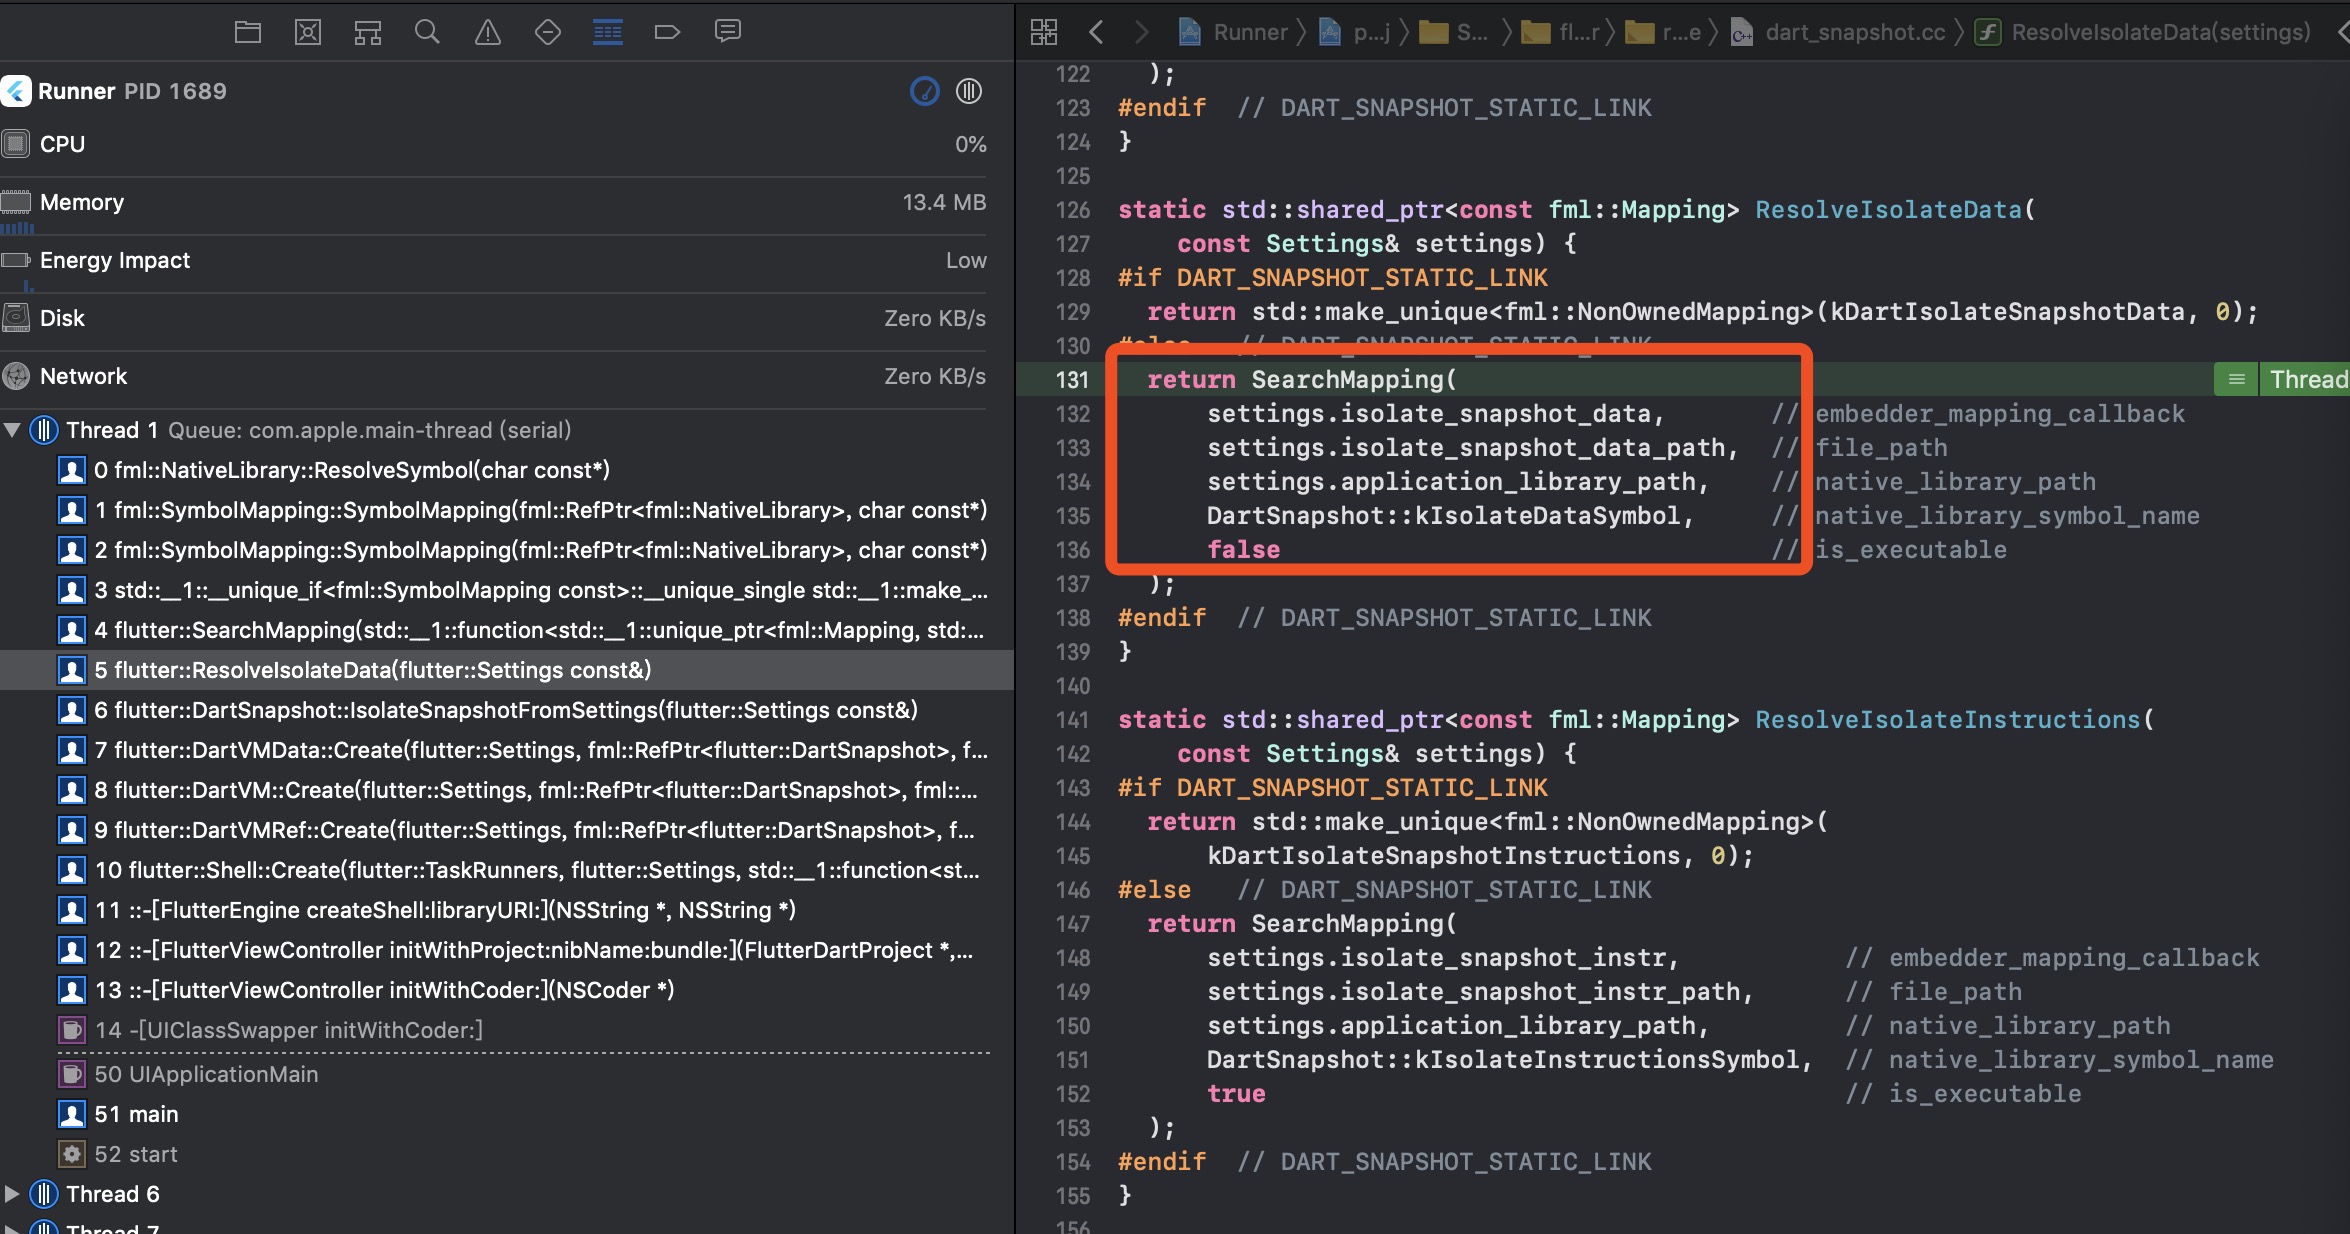 Runner PID 1689
CPU 0%
Memory 13.4 MB
Energy Impact Low
Disk Zero KB/s
Network Zero KB/s
Thread 1 Queue: com.apple.main-thread (serial)
0 fml::NativeLibrary::ResolveSymbol(char const*)
1 fml::SymbolMapping::SymbolMapping(fml::RefPtr<fml::NativeLibrary>, char const*)
2 fml::SymbolMapping::SymbolMapping(fml::RefPtr<fml::NativeLibrary>, char const*)
3 std::__1::__unique_if<fml::SymbolMapping const>::__unique_single std::__1::make_...
4 flutter::SearchMapping(std::__1::function<std::__1::unique_ptr<fml::Mapping, std:...
5 flutter::ResolveIsolateData(flutter::Settings const&)
6 flutter::DartSnapshot::IsolateSnapshotFromSettings(flutter::Settings const&)
7 flutter::DartVMData::Create(flutter::Settings, fml::RefPtr<flutter::DartSnapshot>, f...
8 flutter::DartVM::Create(flutter::Settings, fml::RefPtr<flutter::DartSnapshot>, fml::...
9 flutter::DartVMRef::Create(flutter::Settings, fml::RefPtr<flutter::DartSnapshot>, f...
10 flutter::Shell::Create(flutter::TaskRunners, flutter::Settings, std::__1::function<st...
11 ::-[FlutterEngine createShell:libraryURI:](NSString *, NSString *)
12 ::-[FlutterViewController initWithProject:nibName:bundle:](FlutterDartProject *,...
13 ::-[FlutterViewController initWithCoder:](NSCoder *)
14 -[UIClassSwapper initWithCoder:]
50 UIApplicationMain
51 main
52 start
Thread 6
Thread 7
Runner 〉 p...j 〉 S... 〉 fl...r 〉 r...e 〉 dart_snapshot.cc 〉 ResolveIsolateData(settings)
122   );
123 #endif  // DART_SNAPSHOT_STATIC_LINK
124 }
125
126 static std::shared_ptr<const fml::Mapping> ResolveIsolateData(
127     const Settings& settings) {
128 #if DART_SNAPSHOT_STATIC_LINK
129   return std::make_unique<fml::NonOwnedMapping>(kDartIsolateSnapshotData, 0);
130 #else   // DART_SNAPSHOT_STATIC_LINK
131   return SearchMapping( Thread
132       settings.isolate_snapshot_data,       // embedder_mapping_callback
133       settings.isolate_snapshot_data_path,  // file_path
134       settings.application_library_path,    // native_library_path
135       DartSnapshot::kIsolateDataSymbol,     // native_library_symbol_name
136       false                                 // is_executable
137   );
138 #endif  // DART_SNAPSHOT_STATIC_LINK
139 }
140
141 static std::shared_ptr<const fml::Mapping> ResolveIsolateInstructions(
142     const Settings& settings) {
143 #if DART_SNAPSHOT_STATIC_LINK
144   return std::make_unique<fml::NonOwnedMapping>(
145       kDartIsolateSnapshotInstructions, 0);
146 #else   // DART_SNAPSHOT_STATIC_LINK
147   return SearchMapping(
148       settings.isolate_snapshot_instr,           // embedder_mapping_callback
149       settings.isolate_snapshot_instr_path,      // file_path
150       settings.application_library_path,         // native_library_path
151       DartSnapshot::kIsolateInstructionsSymbol,  // native_library_symbol_name
152       true                                       // is_executable
153   );
154 #endif  // DART_SNAPSHOT_STATIC_LINK
155 }
156